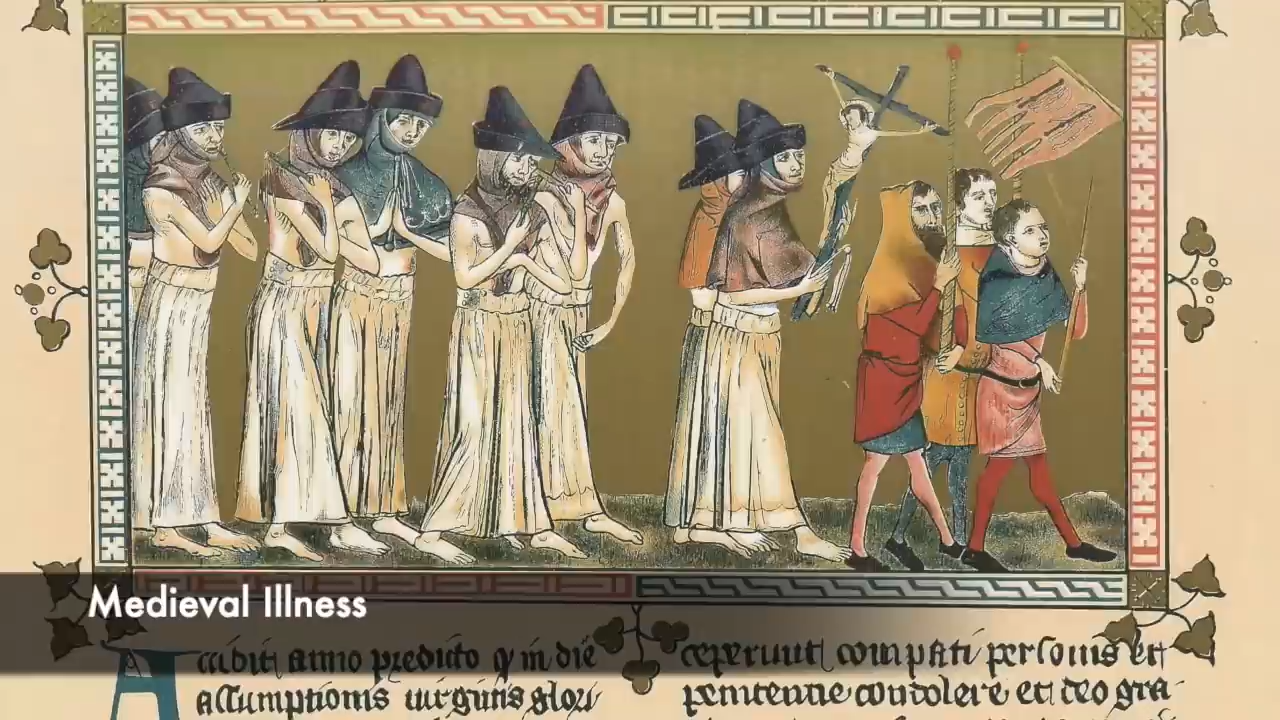 Medieval Illness
cidit anno predicto q in die
assumptionis virginis glori
ceperunt compati personis et
penitentie condolere et deo gra-